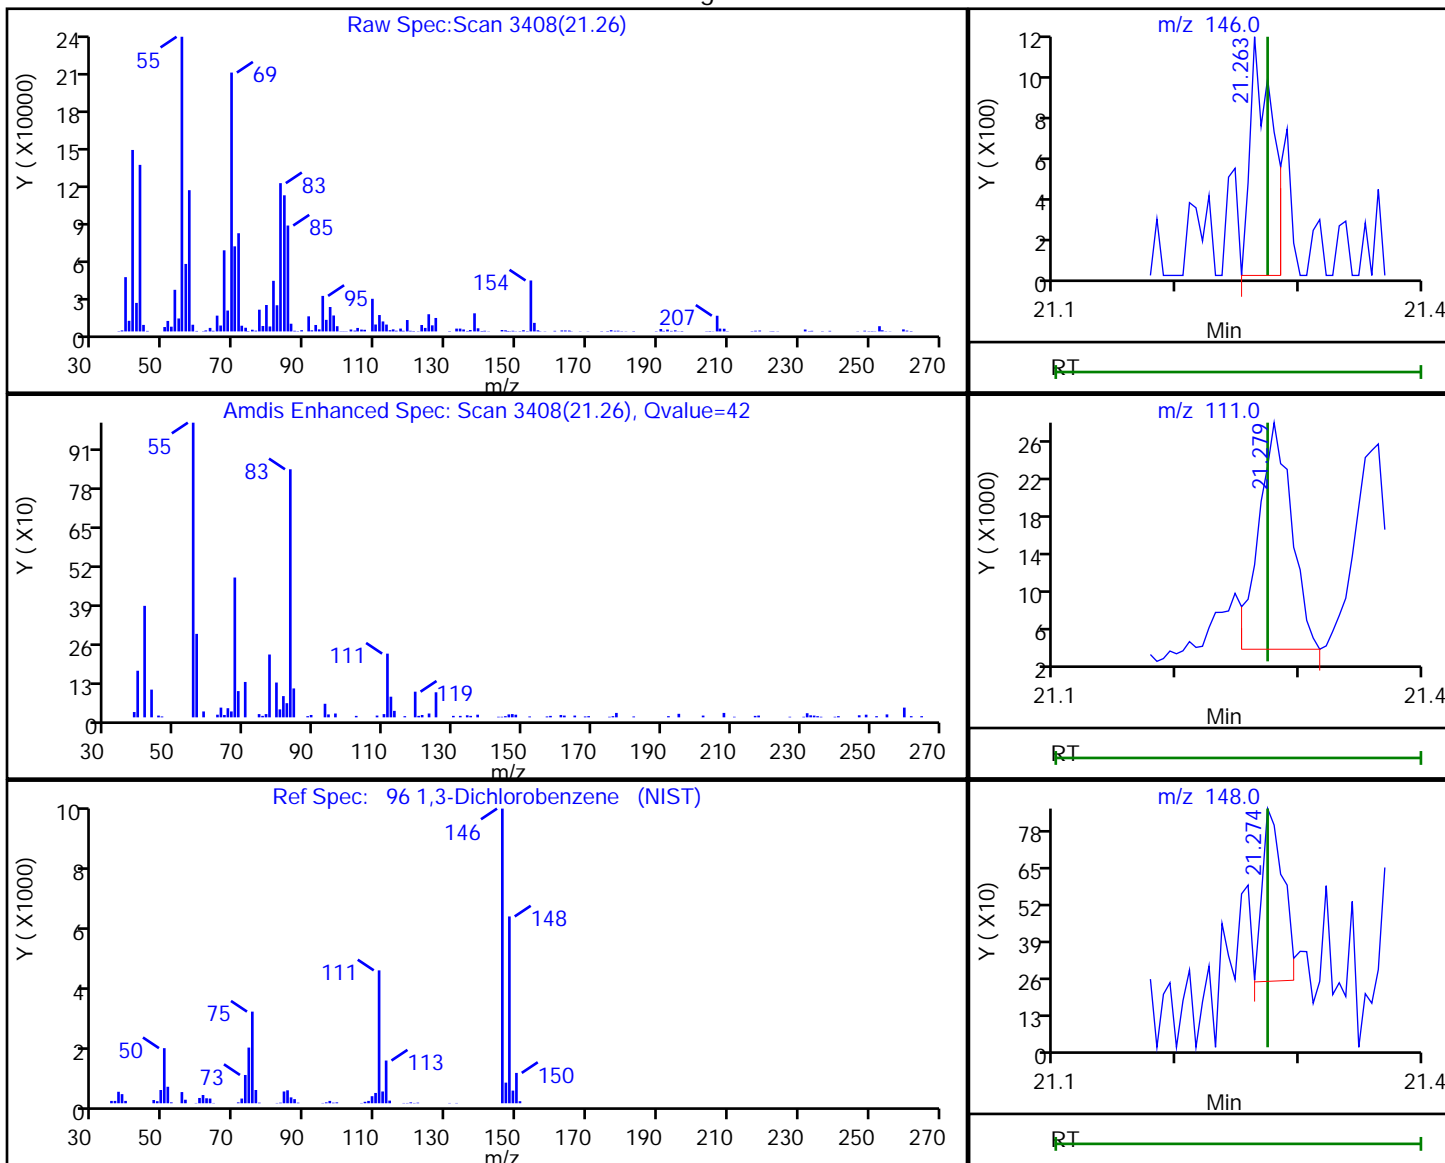 Raw Spec:Scan 3408(21.26)
Y ( X10000)
24
21
18
15
12
9
6
3
0
55
69
83
85
95
154
207
30 50 70 90 110 130 150 170 190 210 230 250 270
m/z
m/z 146.0
Y ( X100)
12
10
8
6
4
2
0
21.263
21.1 21.4
Min
RT
Amdis Enhanced Spec: Scan 3408(21.26), Qvalue=42
Y ( X10)
91
78
65
52
39
26
13
0
55
83
111
119
30 50 70 90 110 130 150 170 190 210 230 250 270
m/z
m/z 111.0
Y ( X1000)
26
22
18
14
10
6
2
21.279
21.1 21.4
Min
RT
Ref Spec: 96 1,3-Dichlorobenzene (NIST)
Y ( X1000)
10
8
6
4
2
0
146
148
111
75
50
73
113
150
30 50 70 90 110 130 150 170 190 210 230 250 270
m/z
m/z 148.0
Y ( X10)
78
65
52
39
26
13
0
21.274
21.1 21.4
Min
RT